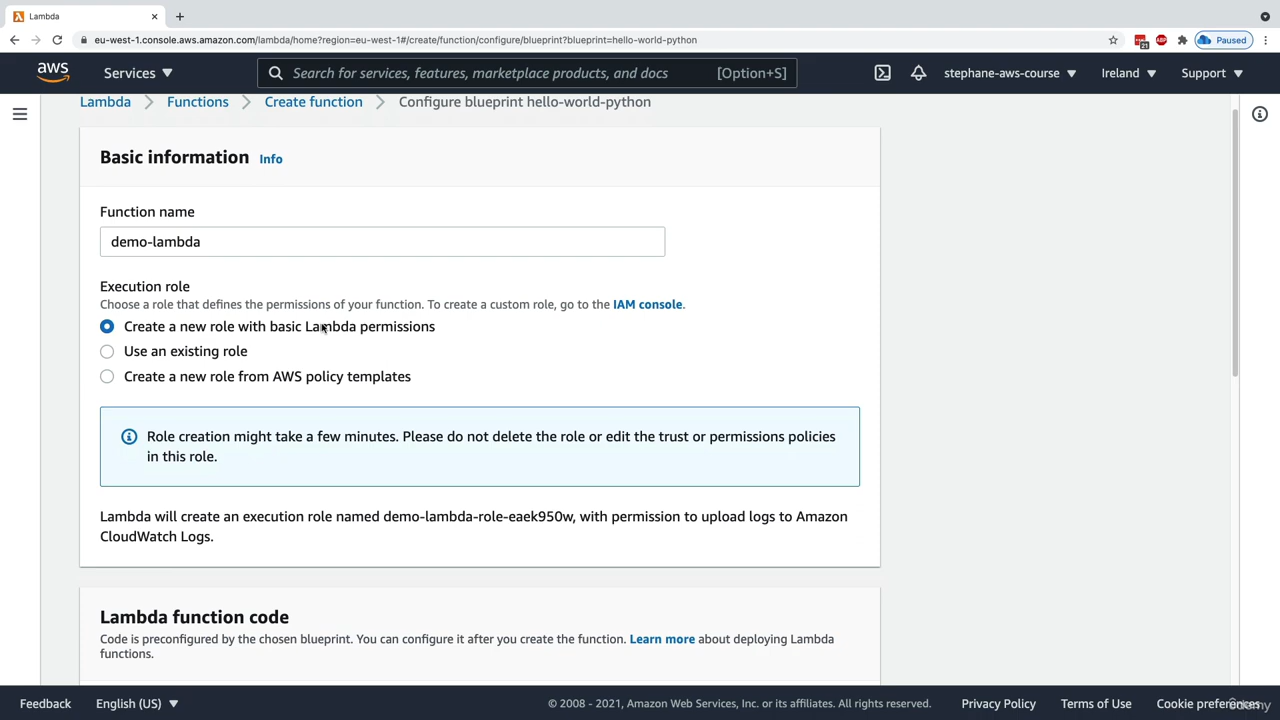 Lambda
eu-west-1.console.aws.amazon.com/lambda/home?region=eu-west-1#/create/function/configure/blueprint?blueprint=hello-world-python
21
ABP
Paused
aws
Services
Search for services, features, marketplace products, and docs
[Option+S]
stephane-aws-course
Ireland
Support
Lambda
Functions
Create function
Configure blueprint hello-world-python
Basic information
Info
Function name
demo-lambda
Execution role
Choose a role that defines the permissions of your function. To create a custom role, go to the IAM console.
Create a new role with basic Lambda permissions
Use an existing role
Create a new role from AWS policy templates
Role creation might take a few minutes. Please do not delete the role or edit the trust or permissions policies
in this role.
Lambda will create an execution role named demo-lambda-role-eaek950w, with permission to upload logs to Amazon
CloudWatch Logs.
Lambda function code
Code is preconfigured by the chosen blueprint. You can configure it after you create the function. Learn more about deploying Lambda
functions.
Feedback
English (US)
© 2008 - 2021, Amazon Web Services, Inc. or its affiliates. All rights reserved.
Privacy Policy
Terms of Use
Cookie preferences
Udemy